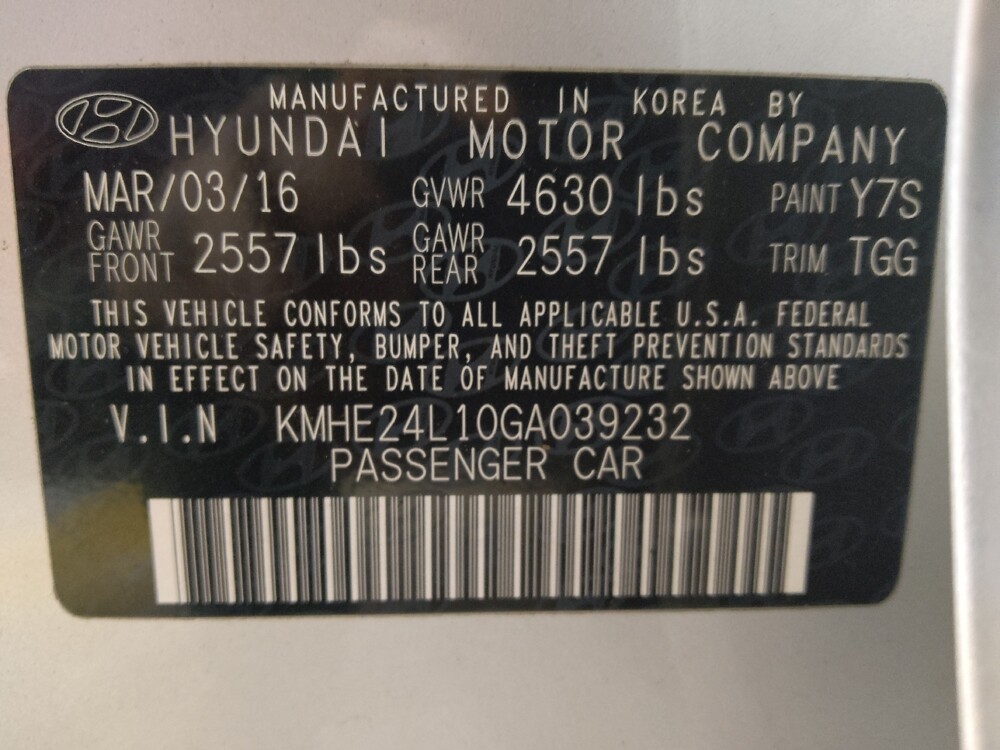 MANUFACTURED IN KOREA BY
HYUNDAI MOTOR COMPANY
MAR/03/16 GVWR 4630 lbs PAINT Y7S
GAWR FRONT 2557 lbs GAWR REAR 2557 lbs TRIM TGG
THIS VEHICLE CONFORMS TO ALL APPLICABLE U.S.A. FEDERAL
MOTOR VEHICLE SAFETY, BUMPER, AND THEFT PREVENTION STANDARDS
IN EFFECT ON THE DATE OF MANUFACTURE SHOWN ABOVE
V.I.N KMHE24L10GA039232
PASSENGER CAR